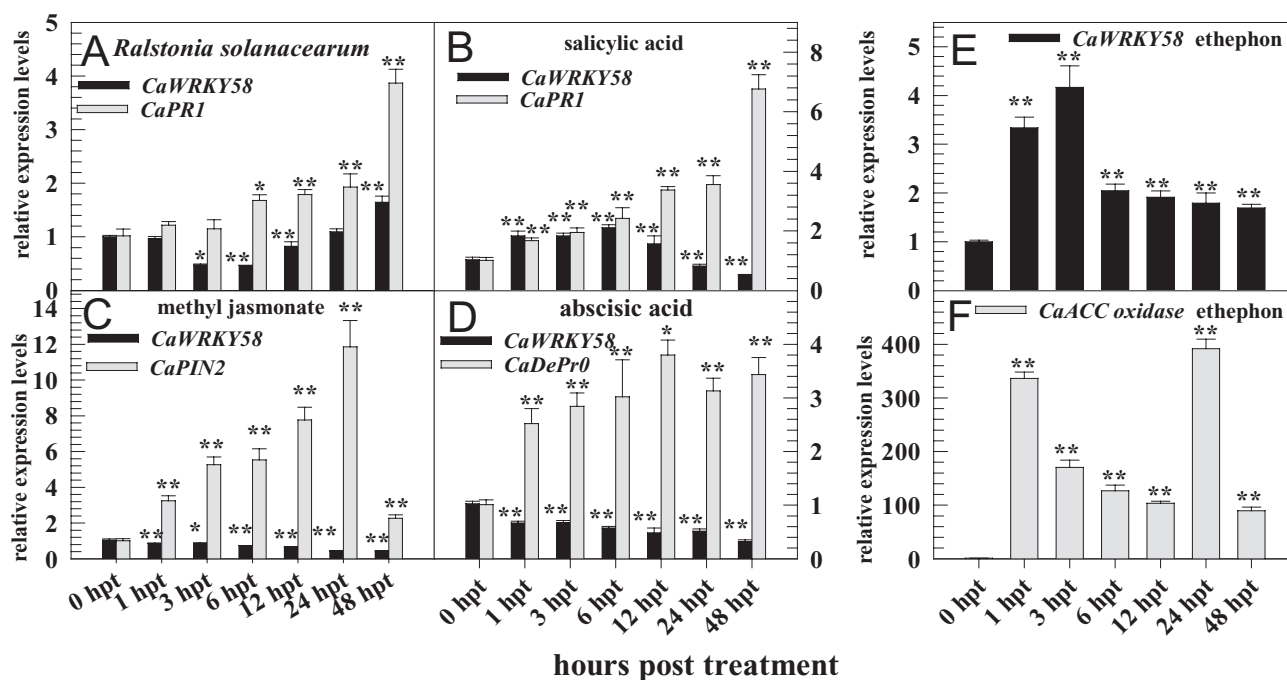 A Ralstonia solanacearum
CaWRKY58
CaPR1
relative expression levels
5
4
3
2
1
0
** 
* ** ** **
* ** ** **
B salicylic acid
CaWRKY58
CaPR1
8
6
4
2
0
**
** **
** ** ** ** **
** ** ** **
C methyl jasmonate
CaWRKY58
CaPIN2
relative expression levels
14
12
10
8
6
4
2
0
**
**
** **
** **
** * ** ** ** **
D abscisic acid
CaWRKY58
CaDePr0
4
3
2
1
0
** ** ** * ** **
** ** ** ** ** **
E CaWRKY58 ethephon
relative expression levels
5
4
3
2
1
0
** ** ** ** ** **
F CaACC oxidase ethephon
relative expression levels
400
300
200
100
0
** ** ** ** ** **
0 hpt 1 hpt 3 hpt 6 hpt 12 hpt 24 hpt 48 hpt
0 hpt 1 hpt 3 hpt 6 hpt 12 hpt 24 hpt 48 hpt
0 hpt 1 hpt 3 hpt 6 hpt 12 hpt 24 hpt 48 hpt
hours post treatment